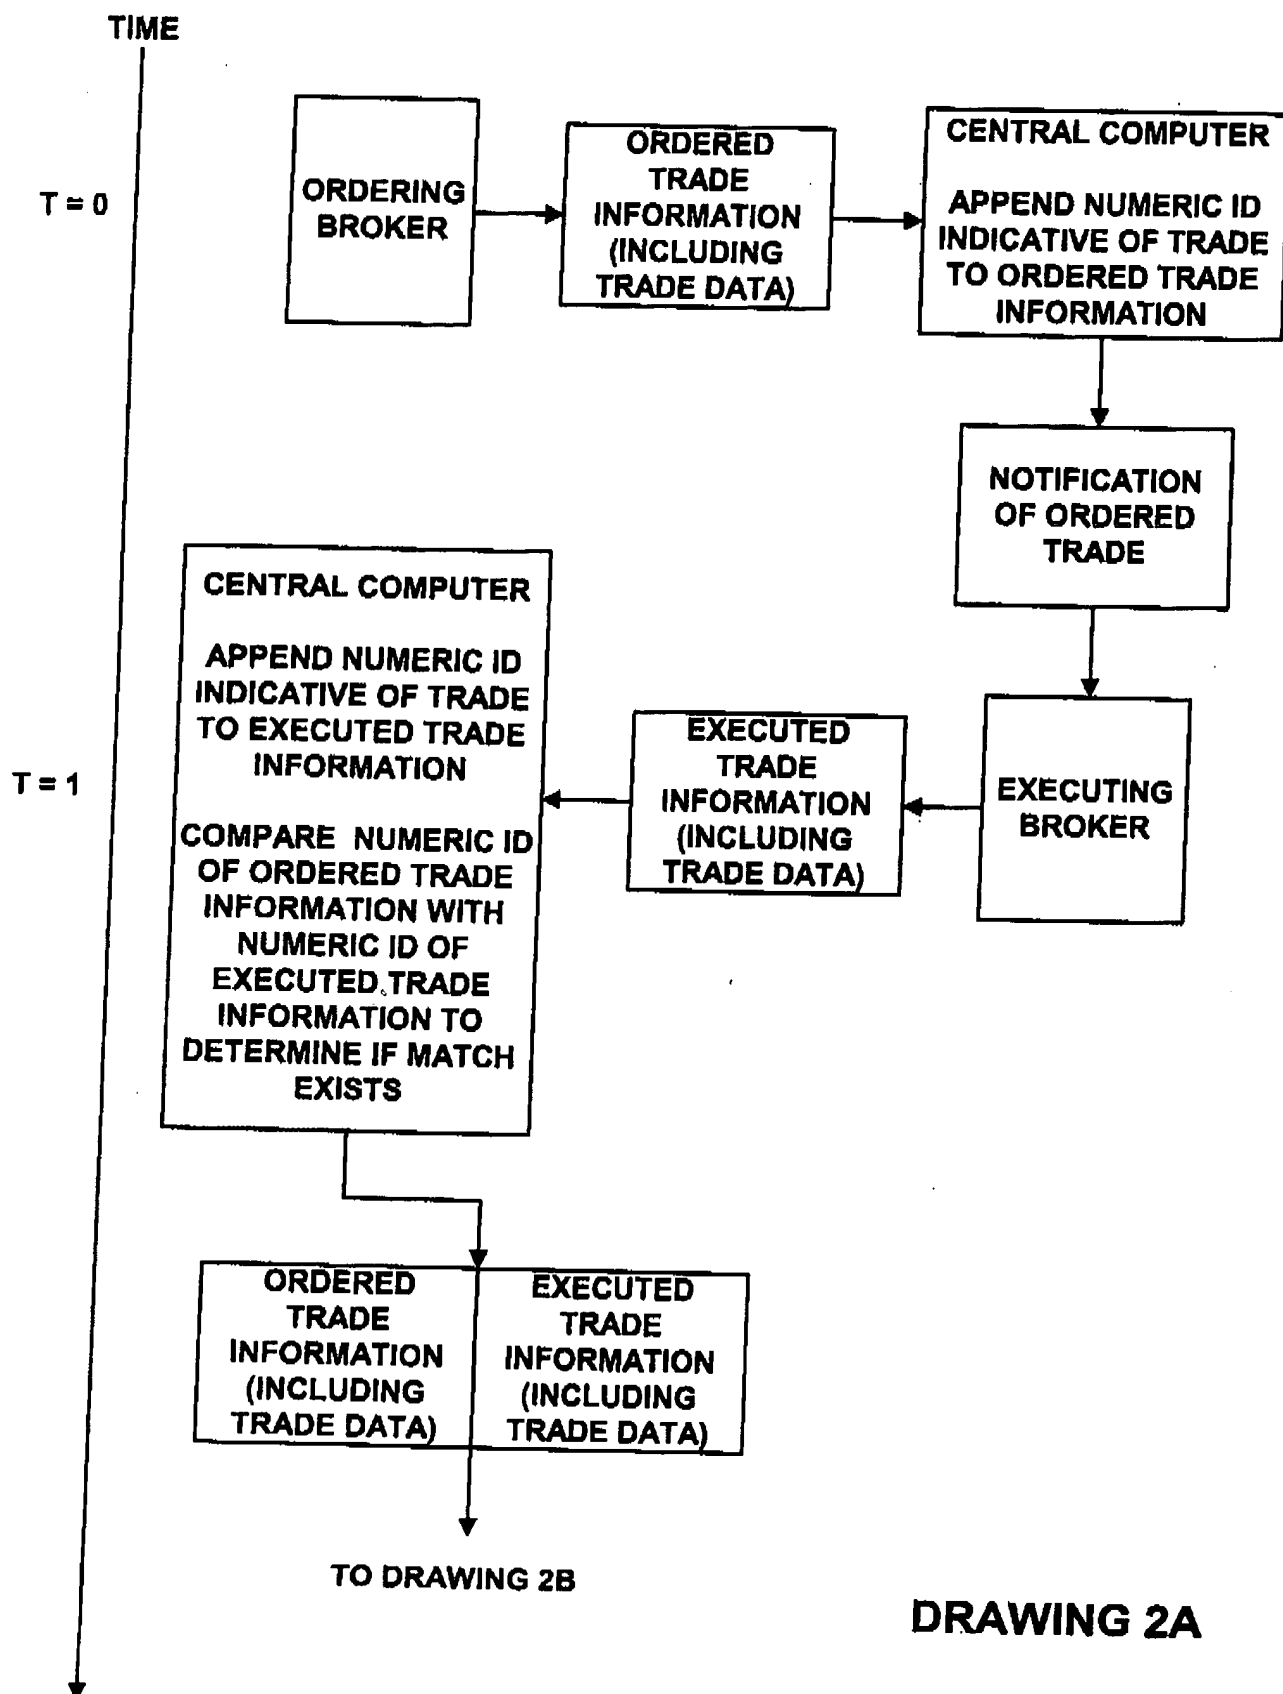 TIME
T = 0
ORDERING
BROKER
ORDERED
TRADE
INFORMATION
(INCLUDING
TRADE DATA)
CENTRAL COMPUTER
APPEND NUMERIC ID
INDICATIVE OF TRADE
TO ORDERED TRADE
INFORMATION
NOTIFICATION
OF ORDERED
TRADE
T = 1
CENTRAL COMPUTER
APPEND NUMERIC ID
INDICATIVE OF TRADE
TO EXECUTED TRADE
INFORMATION
COMPARE NUMERIC ID
OF ORDERED TRADE
INFORMATION WITH
NUMERIC ID OF
EXECUTED TRADE
INFORMATION TO
DETERMINE IF MATCH
EXISTS
EXECUTED
TRADE
INFORMATION
(INCLUDING
TRADE DATA)
EXECUTING
BROKER
ORDERED
TRADE
INFORMATION
(INCLUDING
TRADE DATA)
EXECUTED
TRADE
INFORMATION
(INCLUDING
TRADE DATA)
TO DRAWING 2B
DRAWING 2A